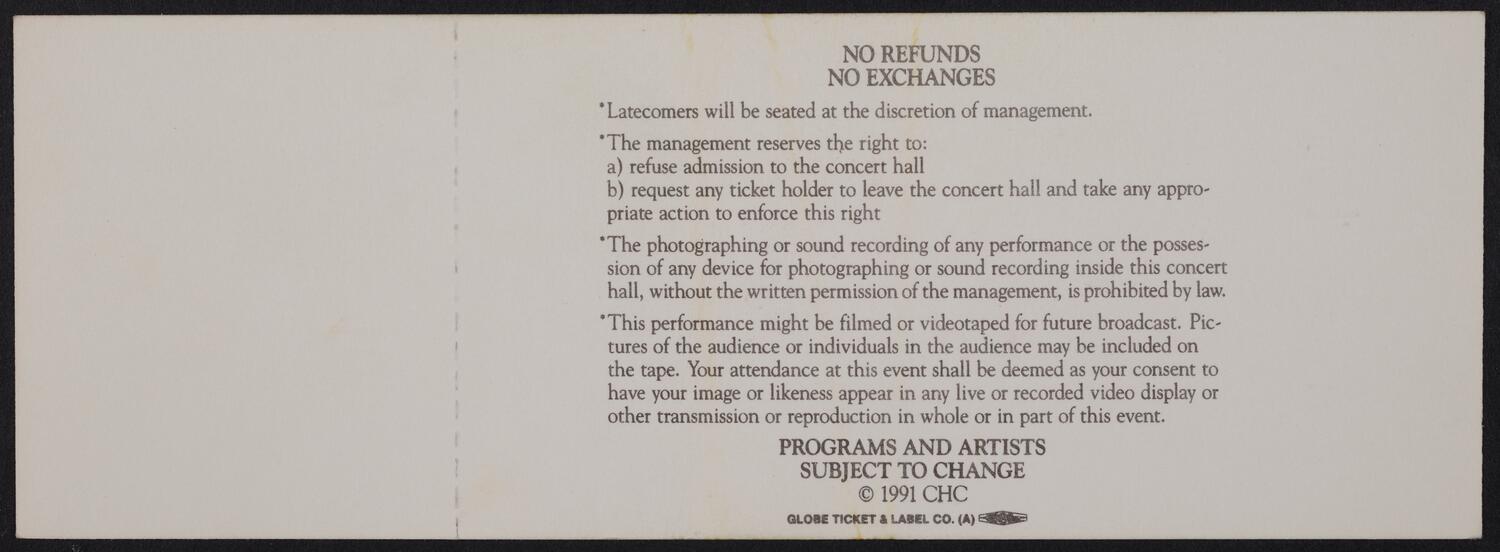 NO REFUNDS
NO EXCHANGES
*Latecomers will be seated at the discretion of management.
*The management reserves the right to:
a) refuse admission to the concert hall
b) request any ticket holder to leave the concert hall and take any appro-
priate action to enforce this right
*The photographing or sound recording of any performance or the posses-
sion of any device for photographing or sound recording inside this concert
hall, without the written permission of the management, is prohibited by law.
*This performance might be filmed or videotaped for future broadcast. Pic-
tures of the audience or individuals in the audience may be included on
the tape. Your attendance at this event shall be deemed as your consent to
have your image or likeness appear in any live or recorded video display or
other transmission or reproduction in whole or in part of this event.
PROGRAMS AND ARTISTS
SUBJECT TO CHANGE
© 1991 CHC
GLOBE TICKET & LABEL CO. (A)